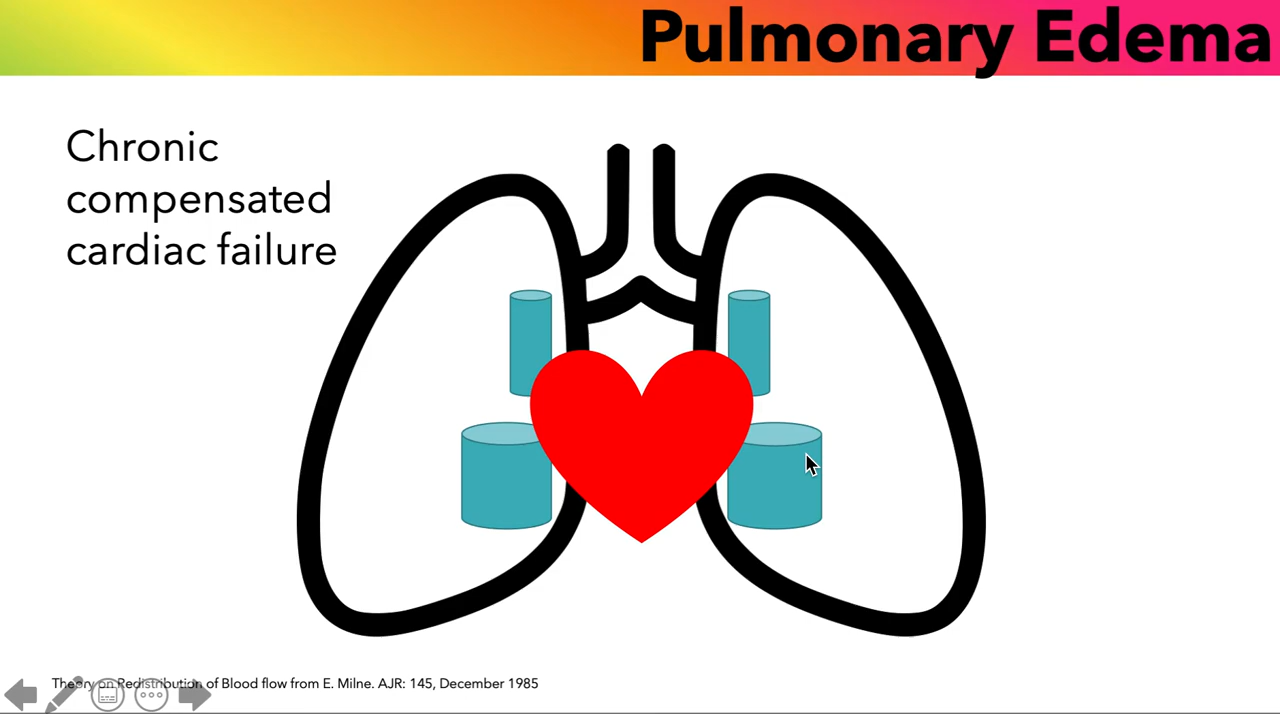 Pulmonary Edema
Chronic
compensated
cardiac failure
Theory on Redistribution of Blood flow from E. Milne. AJR: 145, December 1985